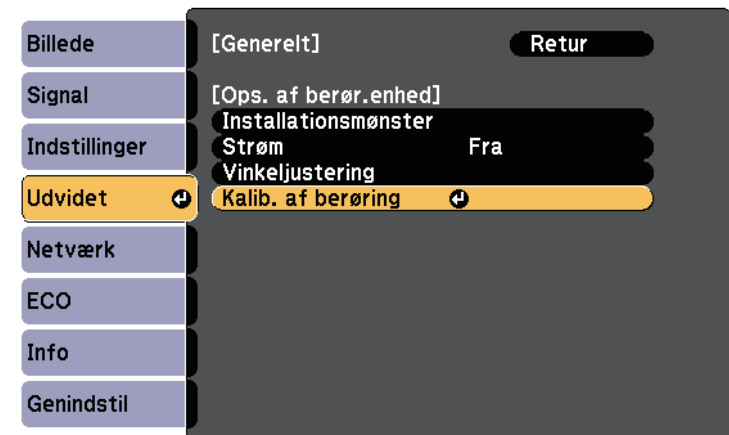 Billede
Signal
Indstillinger
Udvidet
Netværk
ECO
Info
Genindstil
[Generelt] Retur
[Ops. af berør.enhed]
Installationsmønster
Strøm Fra
Vinkeljustering
Kalib. af berøring